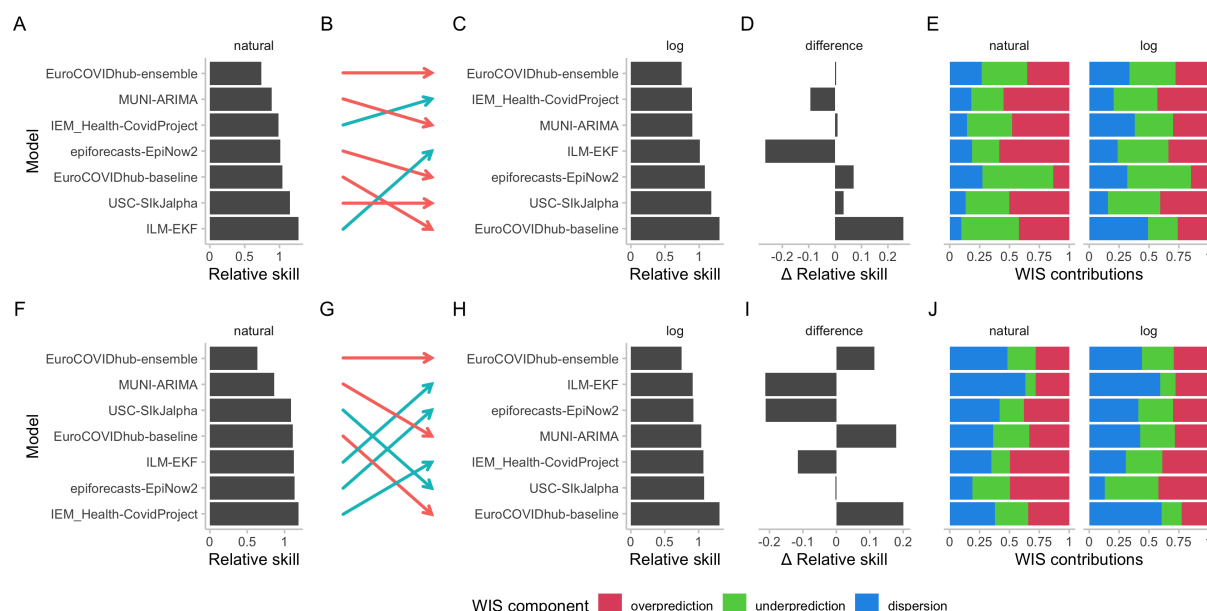 A
B
C
D
E
natural
log
difference
natural
log
Model
EuroCOVIDhub-ensemble
MUNI-ARIMA
IEM_Health-CovidProject
epiforecasts-EpiNow2
EuroCOVIDhub-baseline
USC-SIkJalpha
ILM-EKF
EuroCOVIDhub-ensemble
IEM_Health-CovidProject
MUNI-ARIMA
ILM-EKF
epiforecasts-EpiNow2
USC-SIkJalpha
EuroCOVIDhub-baseline
0 0.5 1
0 0.5 1
-0.2 -0.1 0 0.1 0.2
0 0.25 0.5 0.75 1
0 0.25 0.5 0.75 1
Relative skill
Relative skill
Δ Relative skill
WIS contributions
F
G
H
I
J
natural
log
difference
natural
log
Model
EuroCOVIDhub-ensemble
MUNI-ARIMA
USC-SIkJalpha
EuroCOVIDhub-baseline
ILM-EKF
epiforecasts-EpiNow2
IEM_Health-CovidProject
EuroCOVIDhub-ensemble
ILM-EKF
epiforecasts-EpiNow2
MUNI-ARIMA
IEM_Health-CovidProject
USC-SIkJalpha
EuroCOVIDhub-baseline
0 0.5 1
0 0.5 1
-0.2 -0.1 0 0.1 0.2
0 0.25 0.5 0.75 1
0 0.25 0.5 0.75 1
Relative skill
Relative skill
Δ Relative skill
WIS contributions
WIS component overprediction underprediction dispersion